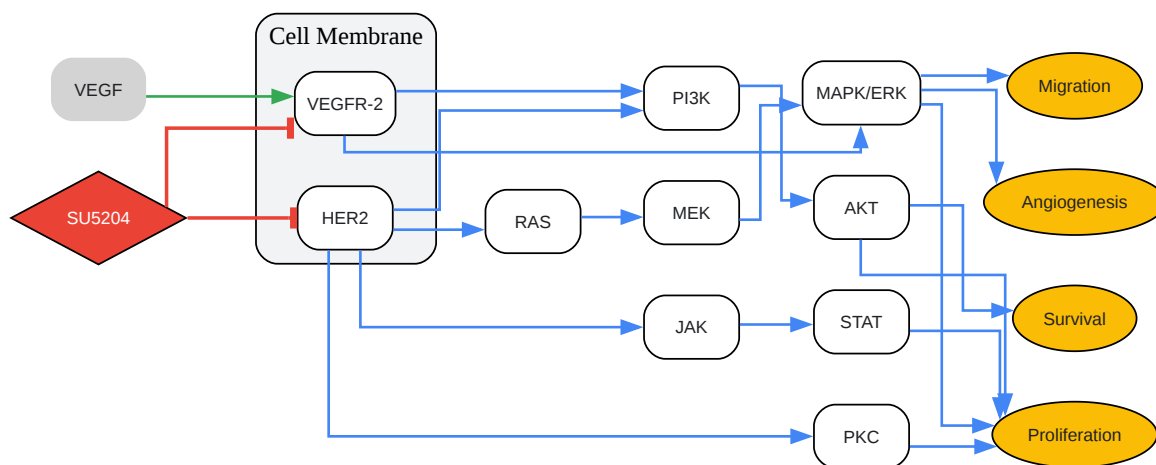 Cell Membrane
VEGF
VEGFR-2
PI3K
MAPK/ERK
Migration
SU5204
HER2
RAS
MEK
AKT
Angiogenesis
JAK
STAT
Survival
PKC
Proliferation